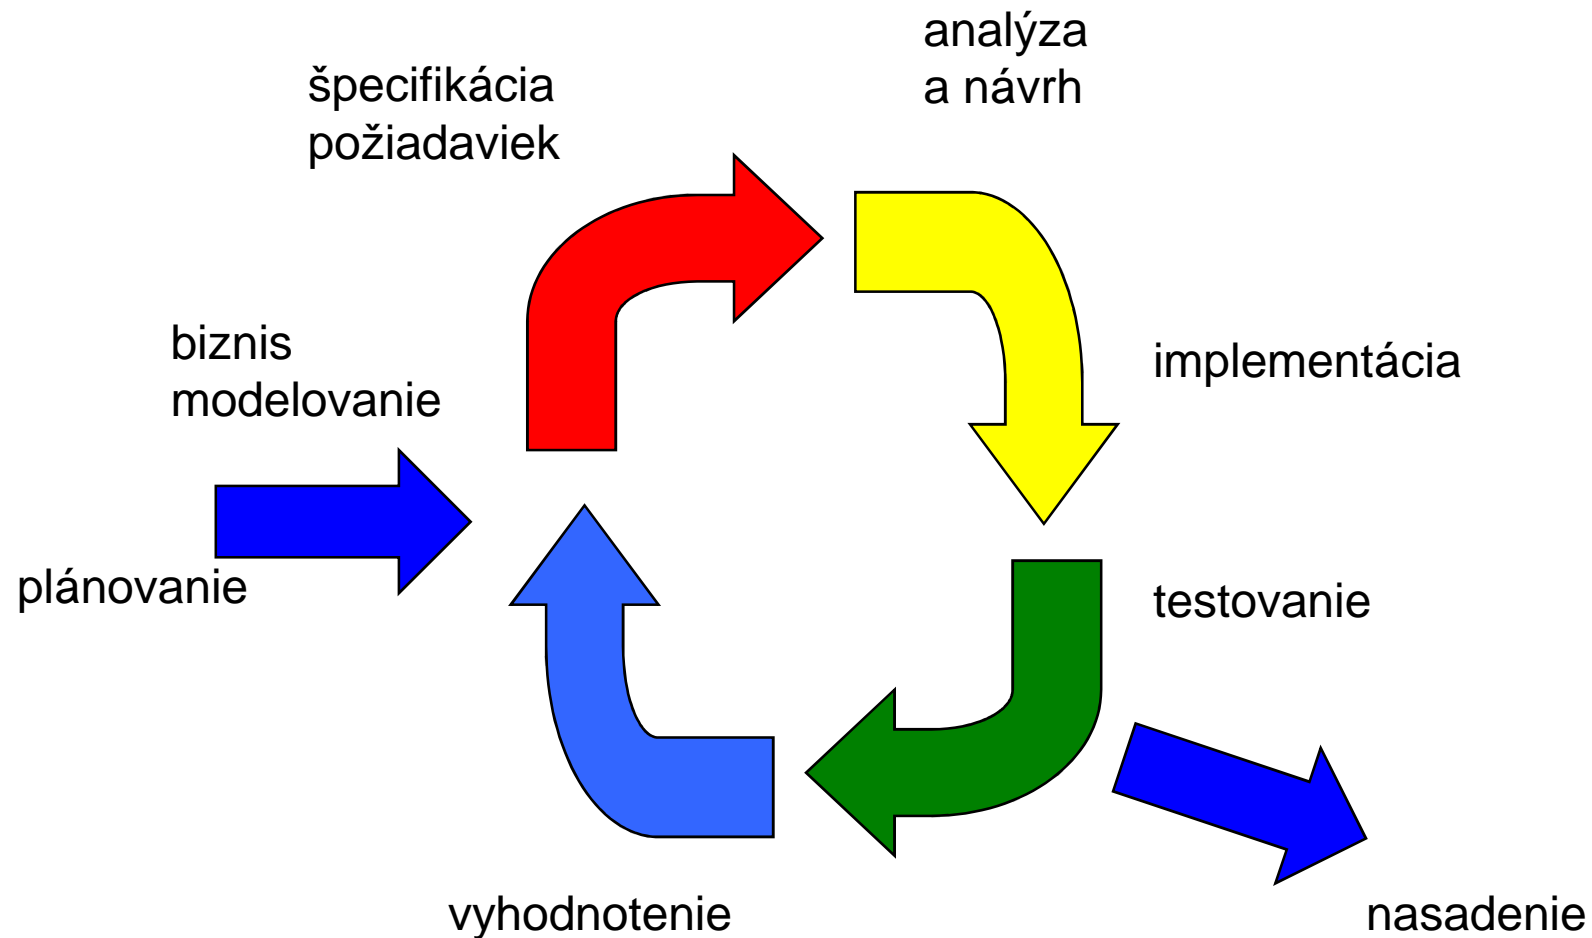 analýza
a návrh
špecifikácia
požiadaviek
biznis
modelovanie
implementácia
plánovanie
testovanie
vyhodnotenie
nasadenie